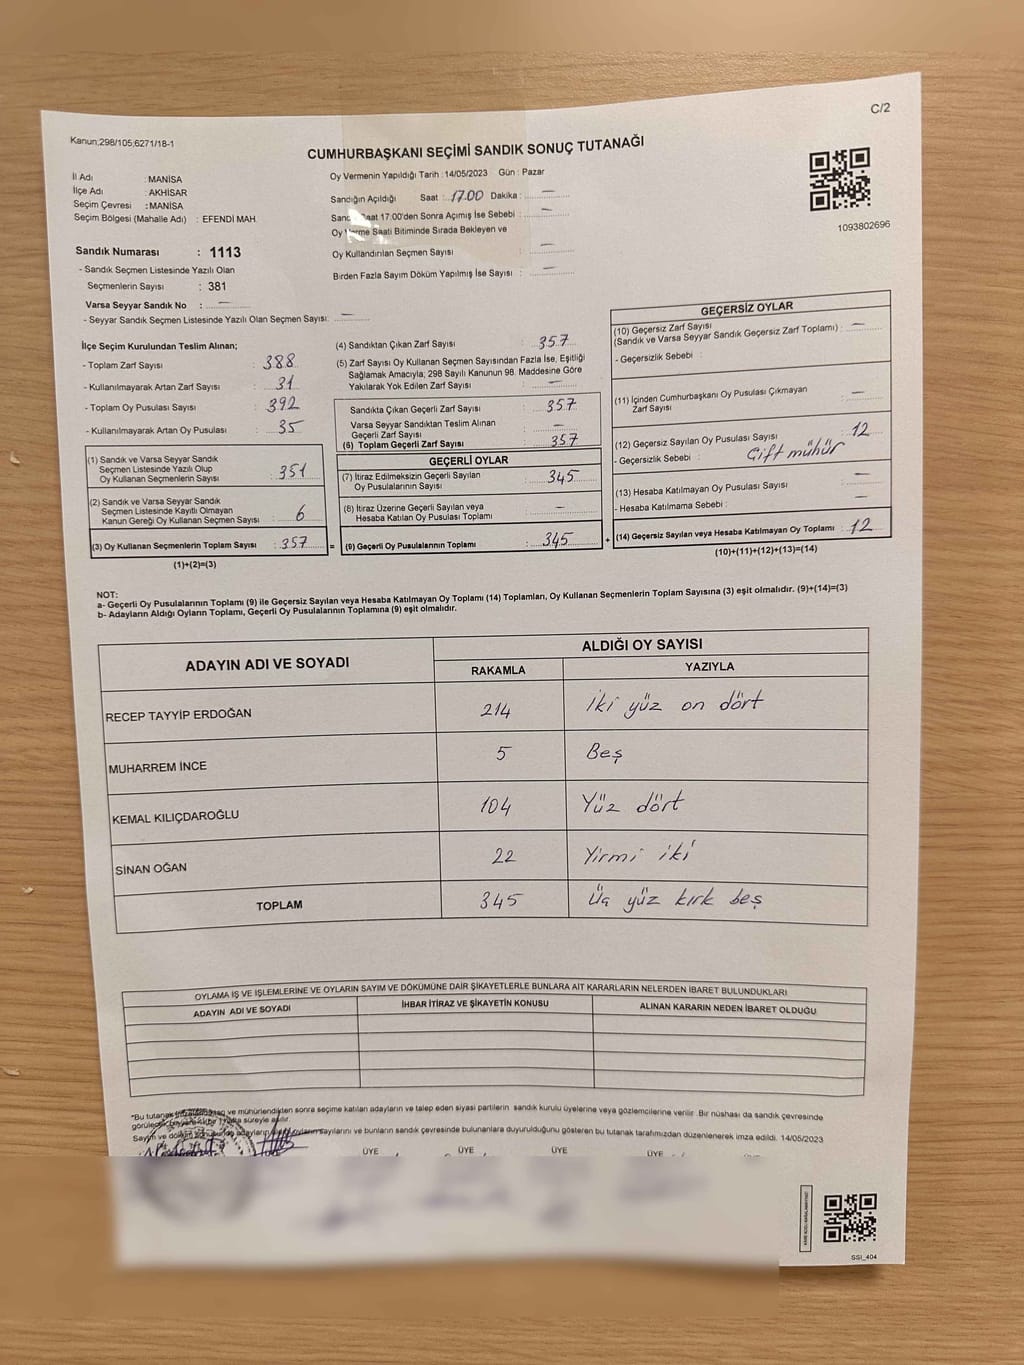 C/2
Kanun;298/105;6271/18-1
CUMHURBAŞKANI SEÇİMİ SANDIK SONUÇ TUTANAĞI
İl Adı : MANİSA
İlçe Adı : AKHİSAR
Seçim Çevresi : MANİSA
Seçim Bölgesi (Mahalle Adı) : EFENDİ MAH.
Sandık Numarası : 1113
- Sandık Seçmen Listesinde Yazılı Olan
Seçmenlerin Sayısı : 381
Varsa Seyyar Sandık No : —
- Seyyar Sandık Seçmen Listesinde Yazılı Olan Seçmen Sayısı: —
Oy Vermenin Yapıldığı Tarih : 14/05/2023 Gün : Pazar
Sandığın Açıldığı Saat : 17.00 Dakika : —
Saat 17:00'den Sonra Açımış İse Sebebi : —
Oy Verme Saati Bitiminde Sırada Bekleyen ve
Oy Kullandırılan Seçmen Sayısı : —
Birden Fazla Sayım Döküm Yapılmış İse Sayısı : —
1093802696
İlçe Seçim Kurulundan Teslim Alınan;
- Toplam Zarf Sayısı : 388
- Kullanılmayarak Artan Zarf Sayısı : 31
- Toplam Oy Pusulası Sayısı : 392
- Kullanılmayarak Artan Oy Pusulası : 35
(1) Sandık ve Varsa Seyyar Sandık
Seçmen Listesinde Yazılı Olup
Oy Kullanan Seçmenlerin Sayısı : 351
(2) Sandık ve Varsa Seyyar Sandık
Seçmen Listesinde Kayıtlı Olmayan
Kanun Gereği Oy Kullanan Seçmen Sayısı : 6
(3) Oy Kullanan Seçmenlerin Toplam Sayısı : 357
(1)+(2)=(3)
(4) Sandıktan Çıkan Zarf Sayısı : 357
(5) Zarf Sayısı Oy Kullanan Seçmen Sayısından Fazla İse, Eşitliği
Sağlamak Amacıyla; 298 Sayılı Kanunun 98. Maddesine Göre
Yakılarak Yok Edilen Zarf Sayısı : —
Sandıkta Çıkan Geçerli Zarf Sayısı : 357
Varsa Seyyar Sandıktan Teslim Alınan
Geçerli Zarf Sayısı : —
(6) Toplam Geçerli Zarf Sayısı : 357
GEÇERLİ OYLAR
(7) İtiraz Edilmeksizin Geçerli Sayılan
Oy Pusulalarının Sayısı : 345
(8) İtiraz Üzerine Geçerli Sayılan veya
Hesaba Katılan Oy Pusulası Toplamı : —
= (9) Geçerli Oy Pusulalarının Toplamı : 345
GEÇERSİZ OYLAR
(10) Geçersiz Zarf Sayısı
(Sandık ve Varsa Seyyar Sandık Geçersiz Zarf Toplamı) : —
- Geçersizlik Sebebi :
(11) İçinden Cumhurbaşkanı Oy Pusulası Çıkmayan
Zarf Sayısı : —
(12) Geçersiz Sayılan Oy Pusulası Sayısı : 12
- Geçersizlik Sebebi : Çift mühür
(13) Hesaba Katılmayan Oy Pusulası Sayısı : —
- Hesaba Katılmama Sebebi : —
+ (14) Geçersiz Sayılan veya Hesaba Katılmayan Oy Toplamı : 12
(10)+(11)+(12)+(13)=(14)
NOT:
a- Geçerli Oy Pusulalarının Toplamı (9) ile Geçersiz Sayılan veya Hesaba Katılmayan Oy Toplamı (14) Toplamları, Oy Kullanan Seçmenlerin Toplam Sayısına (3) eşit olmalıdır. (9)+(14)=(3)
b- Adayların Aldığı Oyların Toplamı, Geçerli Oy Pusulalarının Toplamına (9) eşit olmalıdır.
ADAYIN ADI VE SOYADI ALDIĞI OY SAYISI
RAKAMLA YAZIYLA
RECEP TAYYİP ERDOĞAN 214 İki yüz on dört
MUHARREM İNCE 5 Beş
KEMAL KILIÇDAROĞLU 104 Yüz dört
SİNAN OĞAN 22 Yirmi iki
TOPLAM 345 Üç yüz kırk beş
OYLAMA İŞ VE İŞLEMLERİNE VE OYLARIN SAYIM VE DÖKÜMÜNE DAİR ŞİKAYETLERLE BUNLARA AİT KARARLARIN NELERDEN İBARET BULUNDUKLARI
ADAYIN ADI VE SOYADI İHBAR İTİRAZ VE ŞİKAYETİN KONUSU ALINAN KARARIN NEDEN İBARET OLDUĞU
*Bu tutanak ve mühürlendikten sonra seçime katılan adayların ve talep eden siyasi partilerin sandık kurulu üyelerine veya gözlemcilerine verilir. Bir nüshası da sandık çevresinde
süreyle asılır.
Sayım ve döküm sayılarını ve bunların sandık çevresinde bulunanlara duyurulduğunu gösteren bu tutanak tarafımızdan düzenlenerek imza edildi. 14/05/2023
ÜYE ÜYE ÜYE ÜYE
SSI_404